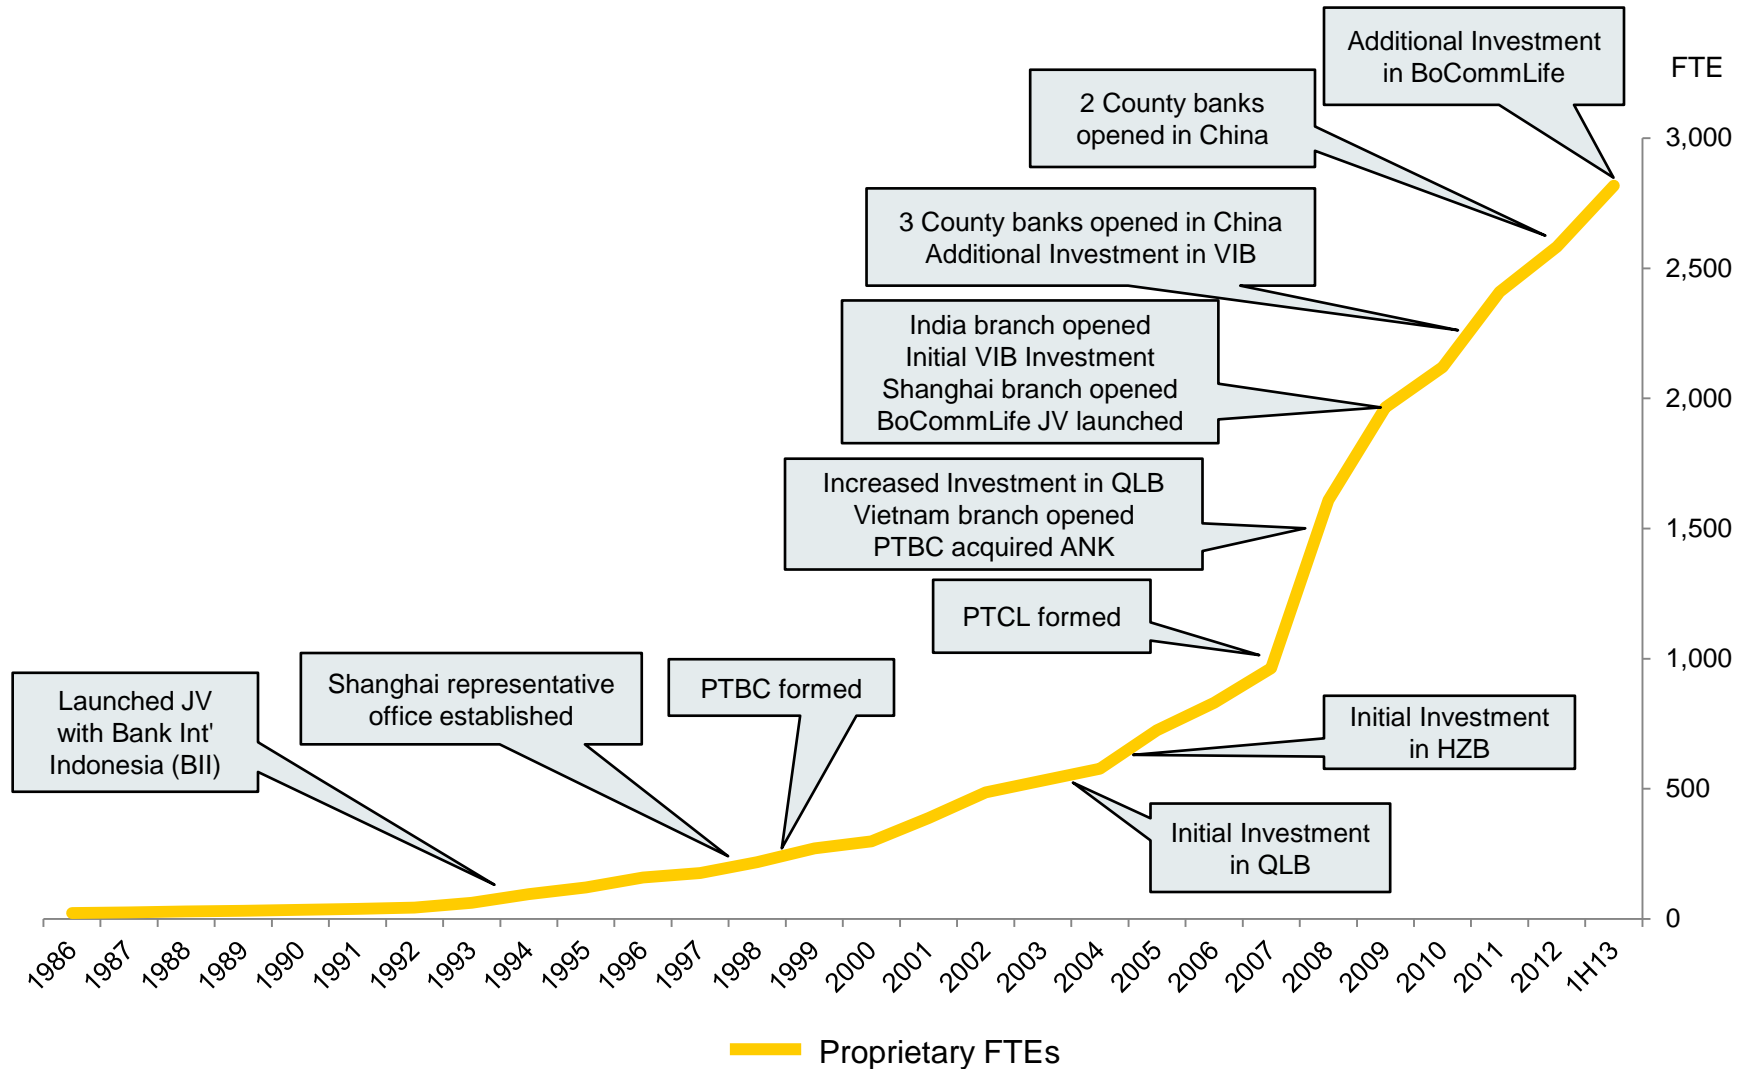 Additional Investment
in BoCommLife
FTE
2 County banks
opened in China
3,000
3 County banks opened in China
Additional Investment in VIB
2,500
India branch opened
Initial VIB Investment
Shanghai branch opened
BoCommLife JV launched
2,000
Increased Investment in QLB
Vietnam branch opened
PTBC acquired ANK
1,500
PTCL formed
1,000
Launched JV
with Bank Int'
Indonesia (BII)
Shanghai representative
office established
PTBC formed
Initial Investment
in HZB
500
Initial Investment
in QLB
0
1986
1987
1988
1989
1990
1991
1992
1993
1994
1995
1996
1997
1998
1999
2000
2001
2002
2003
2004
2005
2006
2007
2008
2009
2010
2011
2012
1H13
Proprietary FTEs